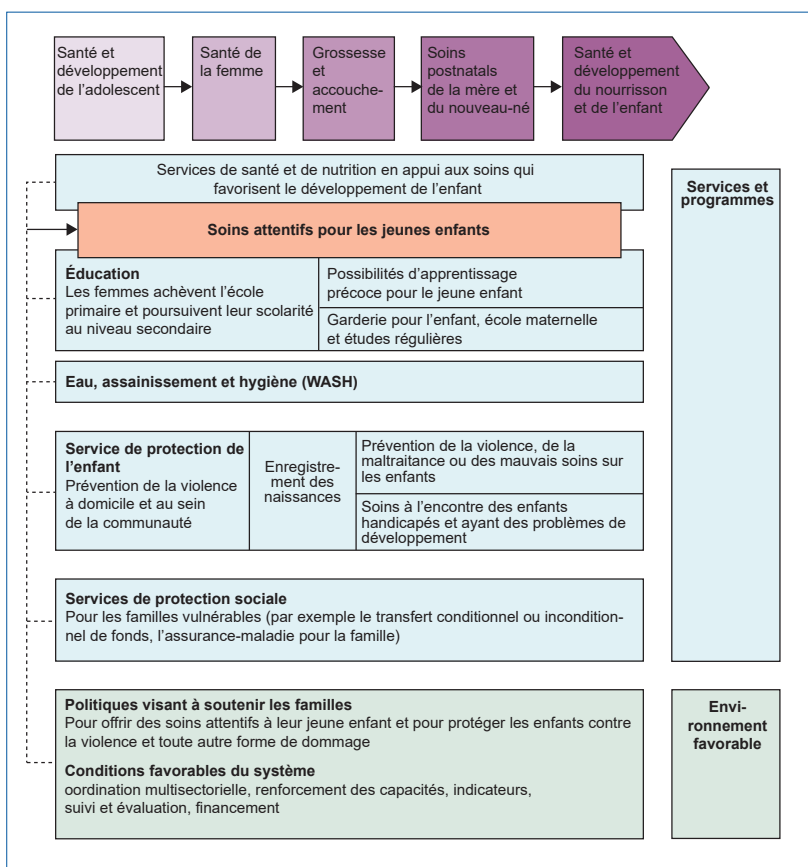 Santé et
développement
de l’adolescent
Santé de
la femme
Grossesse
et
accouche-
ment
Soins
postnatals
de la mère et
du nouveau-né
Santé et
développement
du nourrisson
et de l’enfant
Services de santé et de nutrition en appui aux soins qui
favorisent le développement de l’enfant
Services et
programmes
Soins attentifs pour les jeunes enfants
Éducation
Les femmes achèvent l’école
primaire et poursuivent leur scolarité
au niveau secondaire
Possibilités d’apprentissage
précoce pour le jeune enfant
Garderie pour l’enfant, école maternelle
et études régulières
Eau, assainissement et hygiène (WASH)
Service de protection de
l’enfant
Prévention de la violence
à domicile et au sein
de la communauté
Enregistre-
ment des
naissances
Prévention de la violence, de la
maltraitance ou des mauvais soins sur
les enfants
Soins à l’encontre des enfants
handicapés et ayant des problèmes de
développement
Services de protection sociale
Pour les familles vulnérables (par exemple le transfert conditionnel ou incondition-
nel de fonds, l’assurance-maladie pour la famille)
Politiques visant à soutenir les familles
Pour offrir des soins attentifs à leur jeune enfant et pour protéger les enfants contre
la violence et toute autre forme de dommage
Conditions favorables du système
oordination multisectorielle, renforcement des capacités, indicateurs,
suivi et évaluation, financement
Envi-
ronnement
favorable